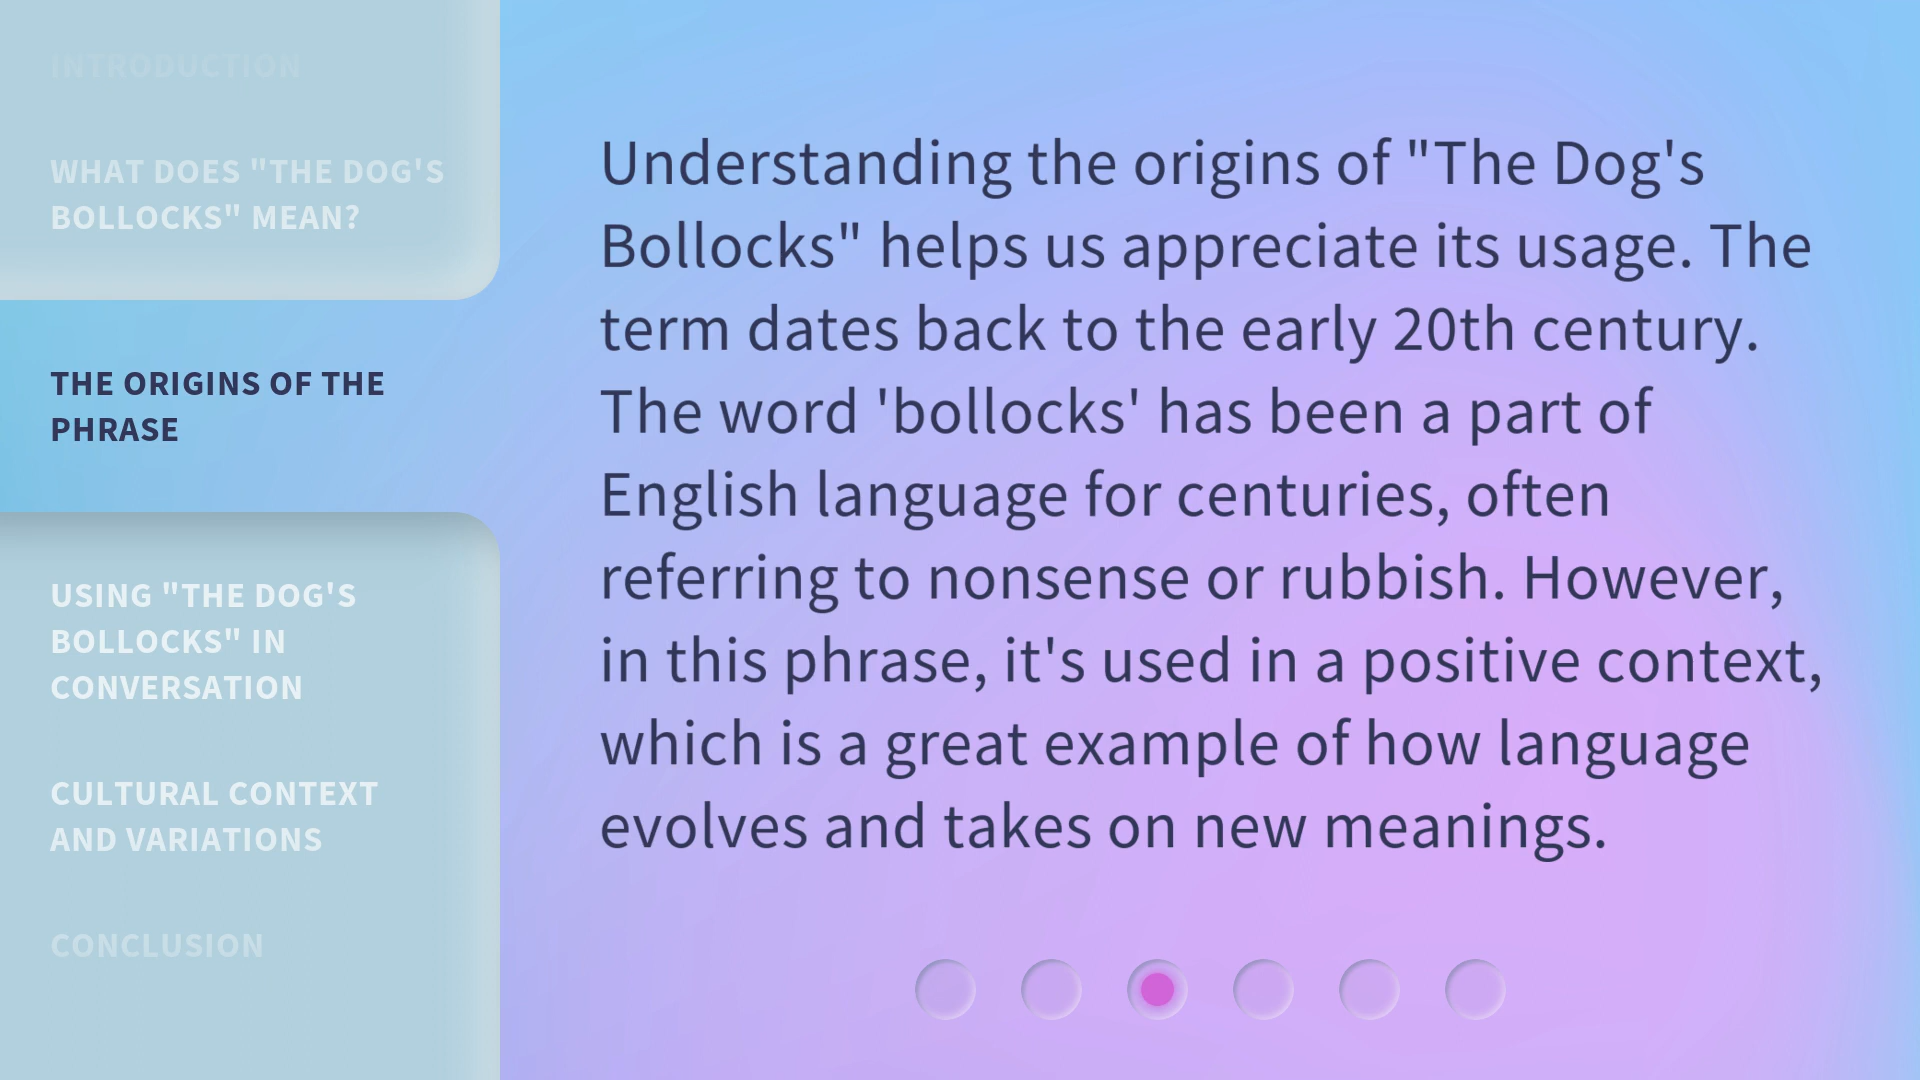 INTRODUCTION
WHAT DOES "THE DOG'S
BOLLOCKS" MEAN?
THE ORIGINS OF THE
PHRASE
USING "THE DOG'S
BOLLOCKS" IN
CONVERSATION
CULTURAL CONTEXT
AND VARIATIONS
CONCLUSION
Understanding the origins of "The Dog's
Bollocks" helps us appreciate its usage. The
term dates back to the early 20th century.
The word 'bollocks' has been a part of
English language for centuries, often
referring to nonsense or rubbish. However,
in this phrase, it's used in a positive context,
which is a great example of how language
evolves and takes on new meanings.